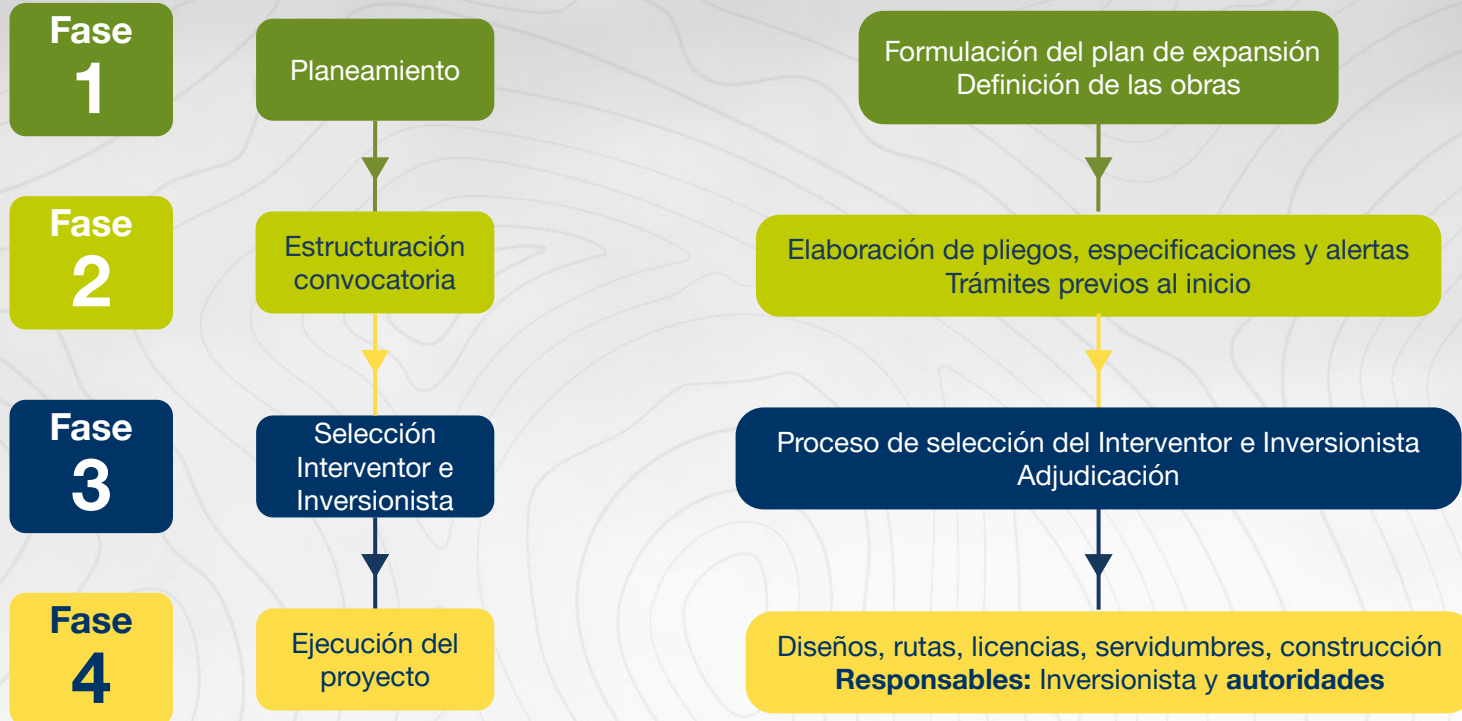 Fase
1
Planeamiento
Formulación del plan de expansión
Definición de las obras
Fase
2
Estructuración
convocatoria
Elaboración de pliegos, especificaciones y alertas
Trámites previos al inicio
Fase
3
Selección
Interventor e
Inversionista
Proceso de selección del Interventor e Inversionista
Adjudicación
Fase
4
Ejecución del
proyecto
Diseños, rutas, licencias, servidumbres, construcción
Responsables: Inversionista y autoridades